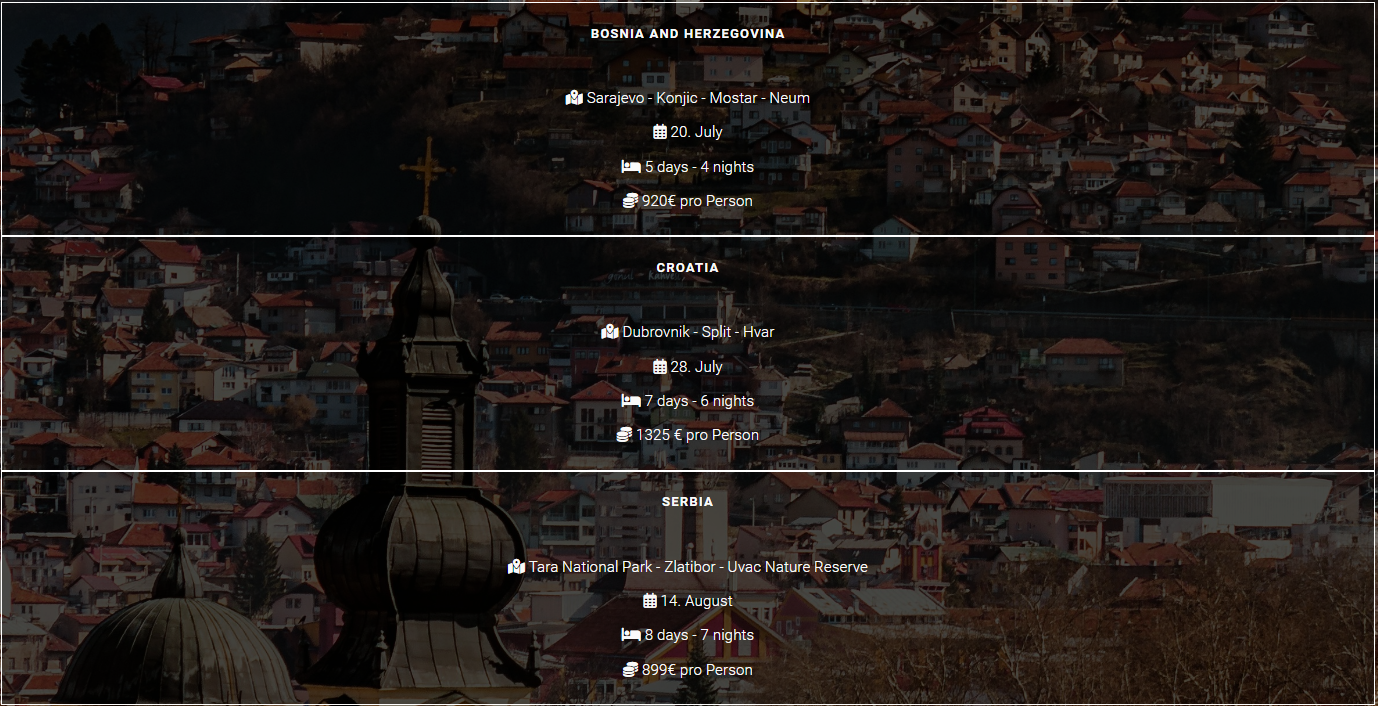 BOSNIA AND HERZEGOVINA
Sarajevo - Konjic - Mostar - Neum
20. July
5 days - 4 nights
920€ pro Person
CROATIA
Dubrovnik - Split - Hvar
28. July
7 days - 6 nights
1325 € pro Person
SERBIA
Tara National Park - Zlatibor - Uvac Nature Reserve
14. August
8 days - 7 nights
899€ pro Person